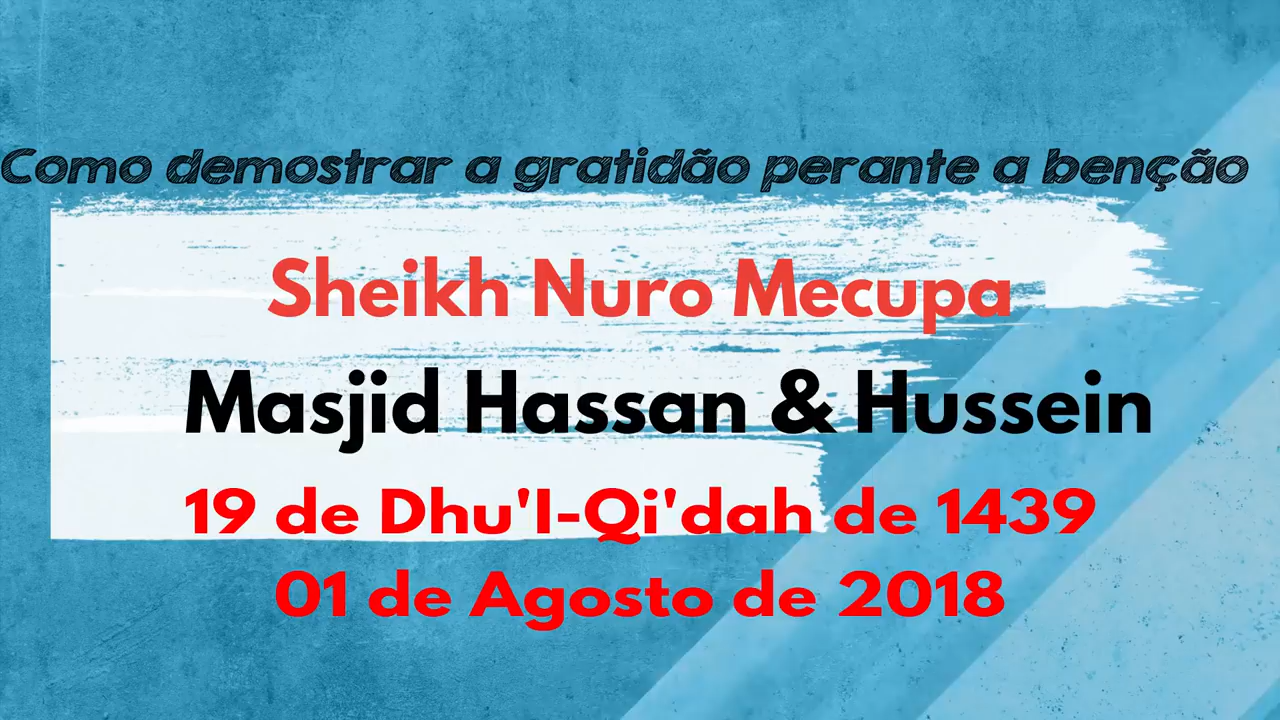 Como demostrar a gratidão perante a benção
Sheikh Nuro Mecupa
Masjid Hassan & Hussein
19 de Dhu'l-Qi'dah de 1439
01 de Agosto de 2018